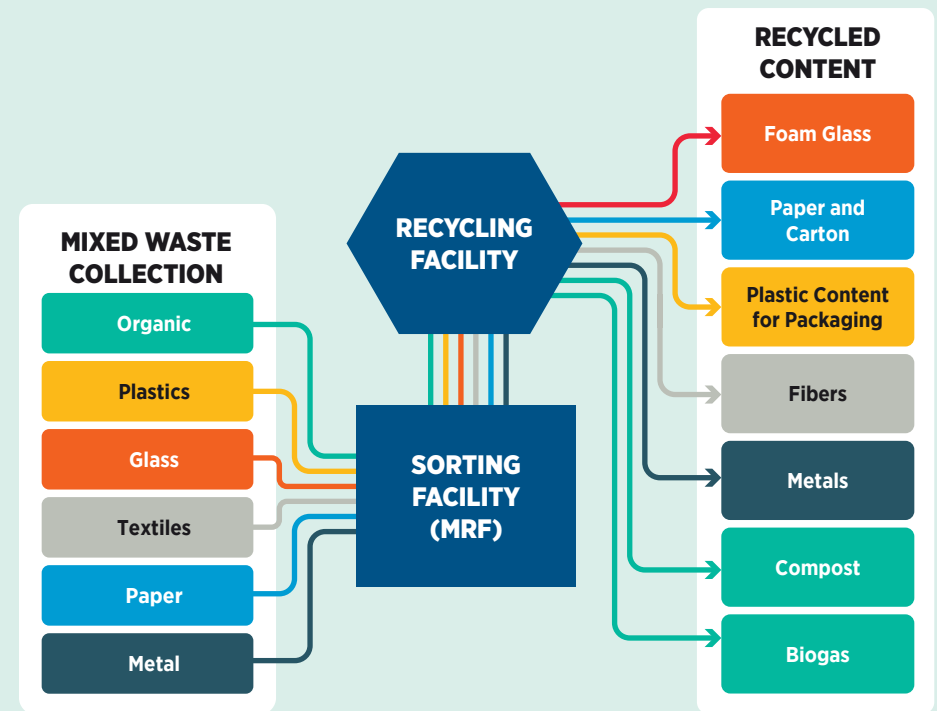 MIXED WASTE
COLLECTION
Organic
Plastics
Glass
Textiles
Paper
Metal
RECYCLING
FACILITY
SORTING
FACILITY
(MRF)
RECYCLED
CONTENT
Foam Glass
Paper and
Carton
Plastic Content
for Packaging
Fibers
Metals
Compost
Biogas